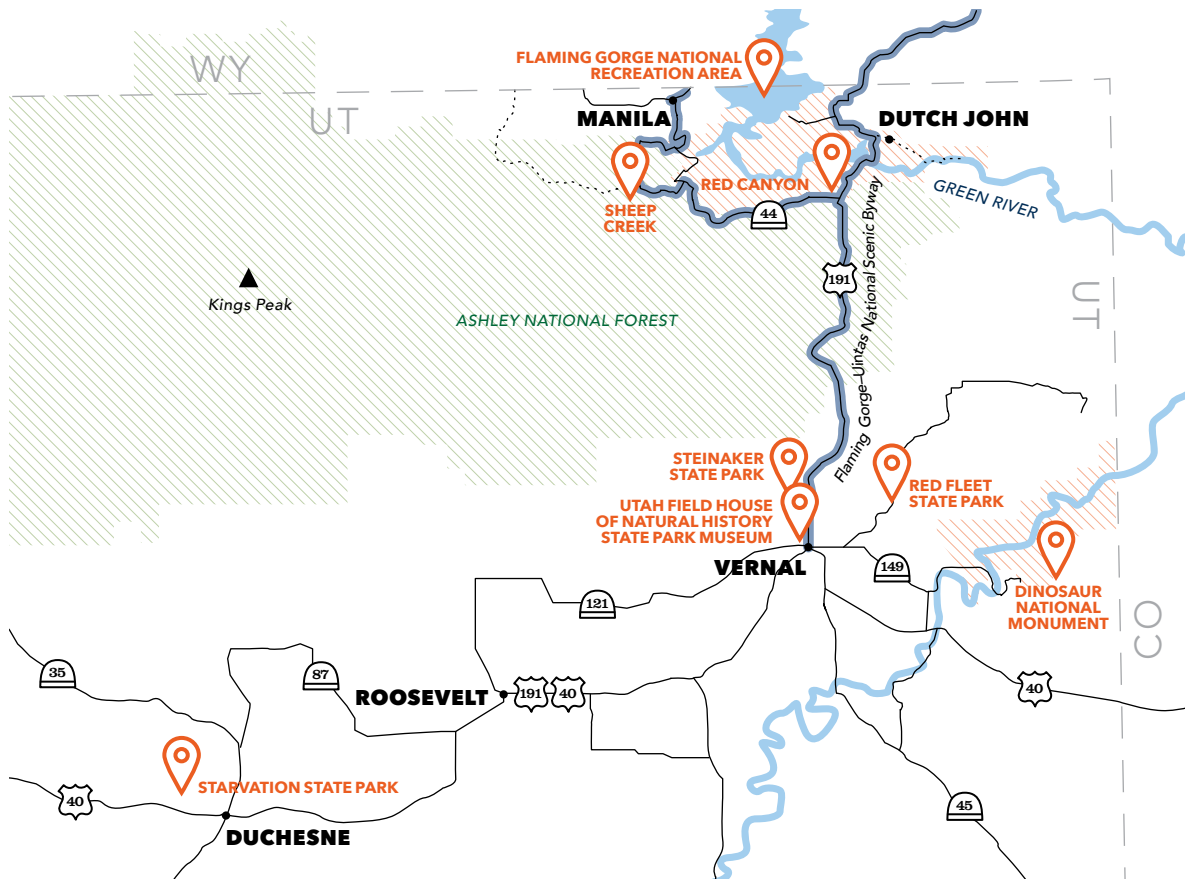 WY
UT
FLAMING GORGE NATIONAL
RECREATION AREA
MANILA
DUTCH JOHN
RED CANYON
SHEEP
CREEK
44
GREEN RIVER
191
Flaming Gorge–Uintas National Scenic Byway
Kings Peak
ASHLEY NATIONAL FOREST
UT
STEINAKER
STATE PARK
RED FLEET
STATE PARK
UTAH FIELD HOUSE
OF NATURAL HISTORY
STATE PARK MUSEUM
VERNAL
149
DINOSAUR
NATIONAL
MONUMENT
CO
121
35
87
ROOSEVELT
191
40
40
STARVATION STATE PARK
40
DUCHESNE
45